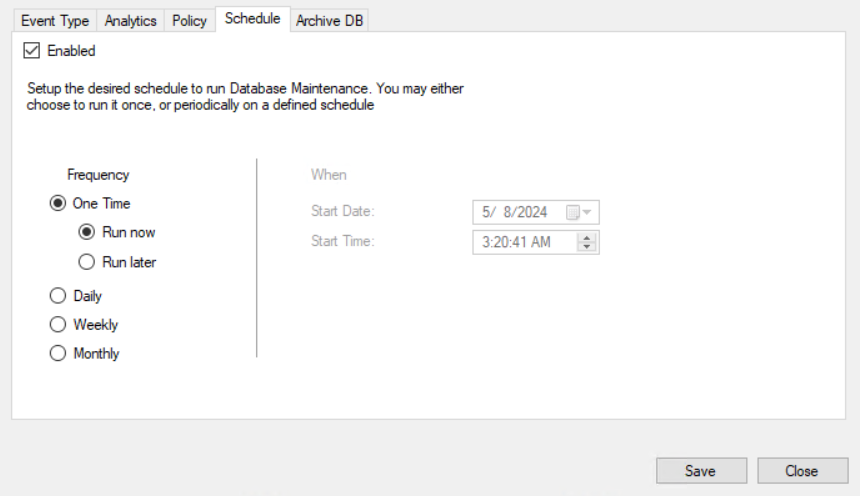 Event Type Analytics Policy Schedule Archive DB
Enabled
Setup the desired schedule to run Database Maintenance. You may either
choose to run it once, or periodically on a defined schedule
Frequency
One Time
Run now
Run later
Daily
Weekly
Monthly
When
Start Date: 5/ 8/2024
Start Time: 3:20:41 AM
Save Close